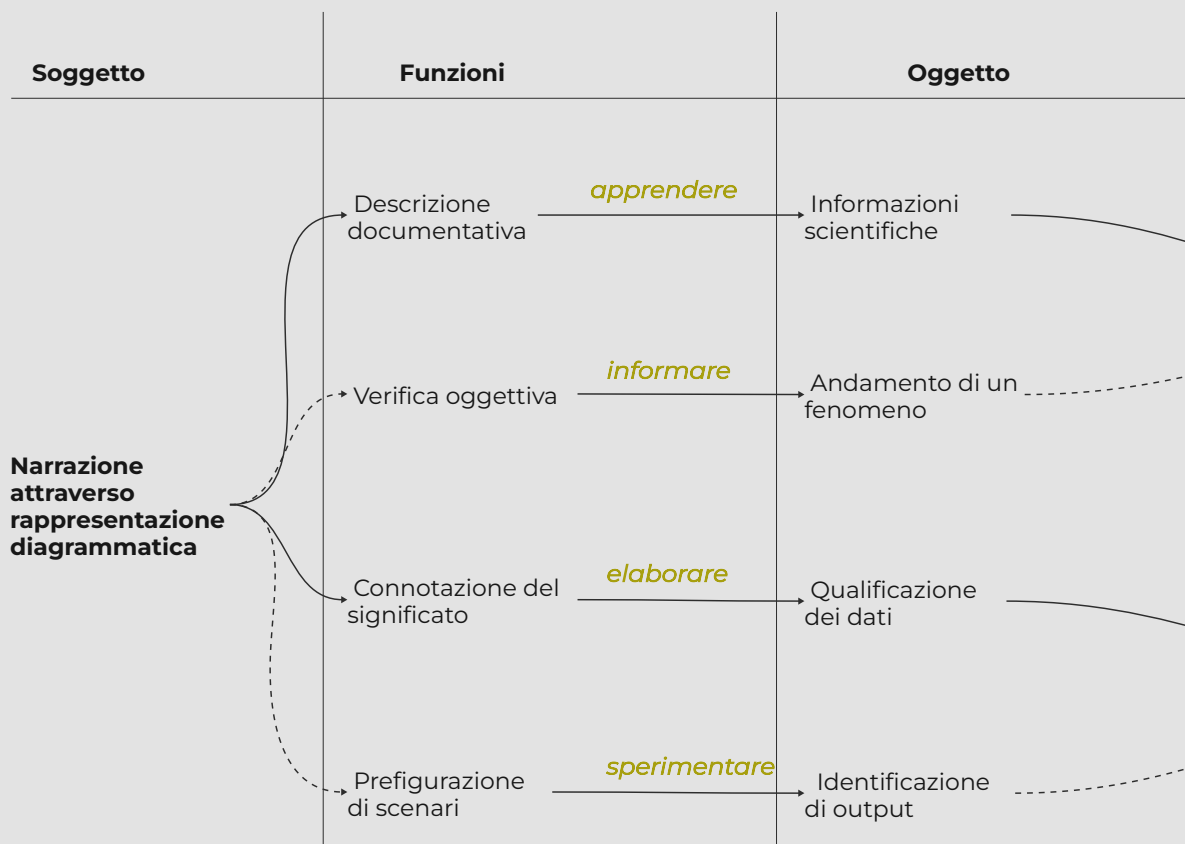 Soggetto
Funzioni
Oggetto
Narrazione
attraverso
rappresentazione
diagrammatica
Descrizione
documentativa
apprendere
Informazioni
scientifiche
Verifica oggettiva
informare
Andamento di un
fenomeno
Connotazione del
significato
elaborare
Qualificazione
dei dati
Prefigurazione
di scenari
sperimentare
Identificazione
di output